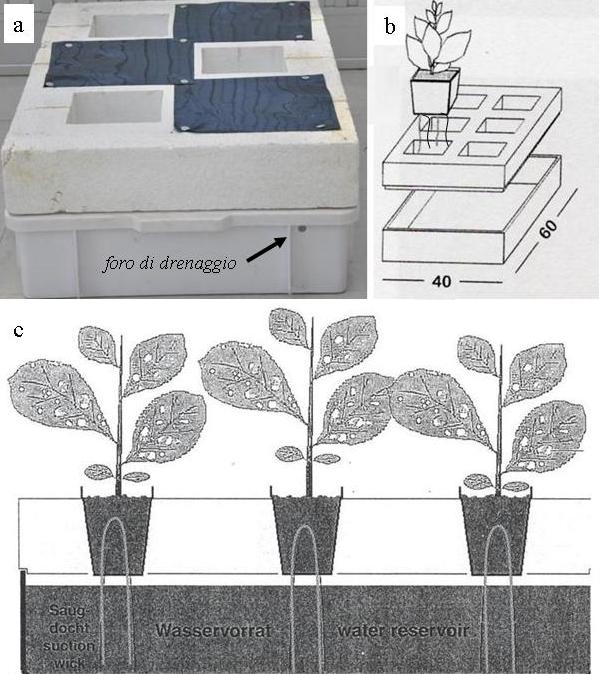 a
foro di drenaggio
b
60
40
c
Saug-
docht
suction
wick
Wasservorrat
water reservoir